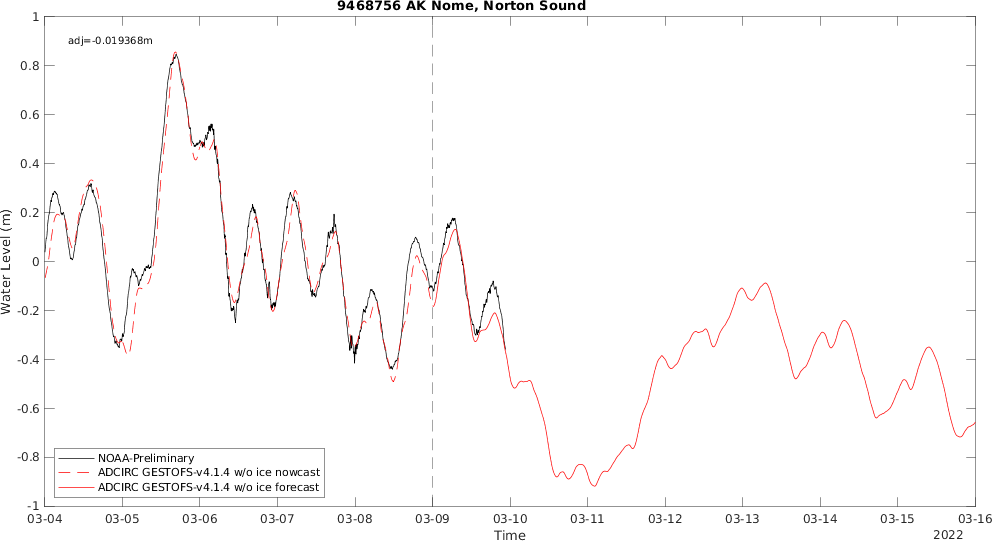 9468756 AK Nome, Norton Sound
adj=-0.019368m
Water Level (m)
1
0.8
0.6
0.4
0.2
0
-0.2
-0.4
-0.6
-0.8
-1
NOAA-Preliminary
ADCIRC GESTOFS-v4.1.4 w/o ice nowcast
ADCIRC GESTOFS-v4.1.4 w/o ice forecast
03-04 03-05 03-06 03-07 03-08 03-09 03-10 03-11 03-12 03-13 03-14 03-15 03-16
Time
2022